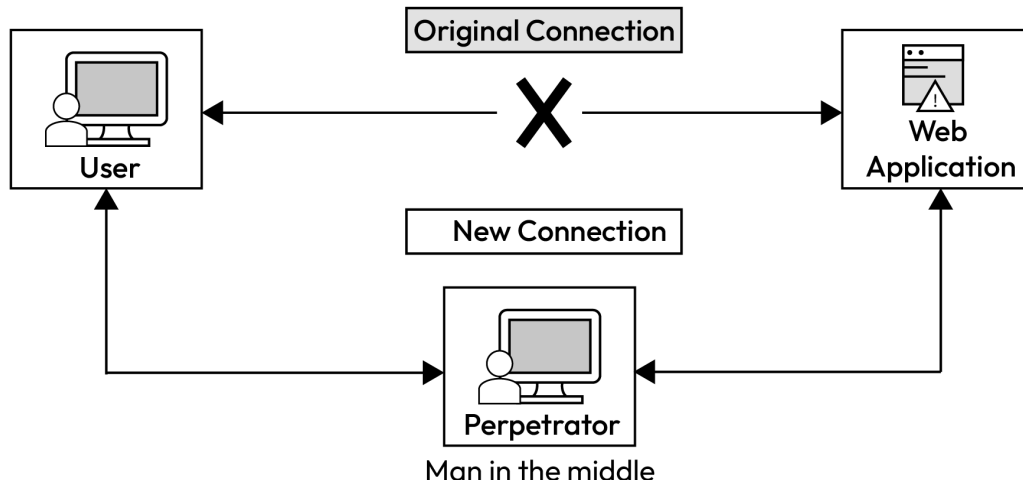 Original Connection
User
!
Web
Application
New Connection
Perpetrator
Man in the middle